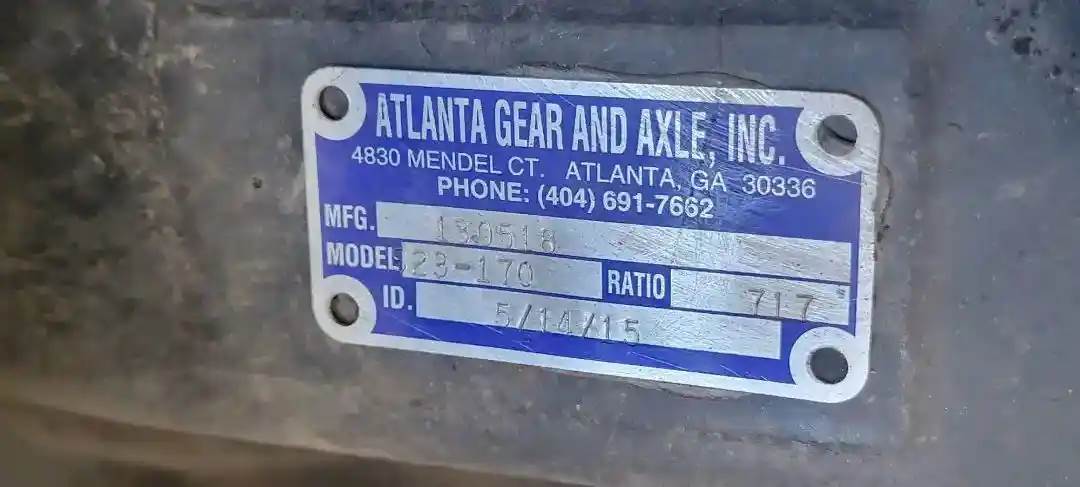 ATLANTA GEAR AND AXLE, INC.
4830 MENDEL CT. ATLANTA, GA 30336
PHONE: (404) 691-7662
MFG. 130518
MODEL 523-170 RATIO 717
ID. 5/14/15